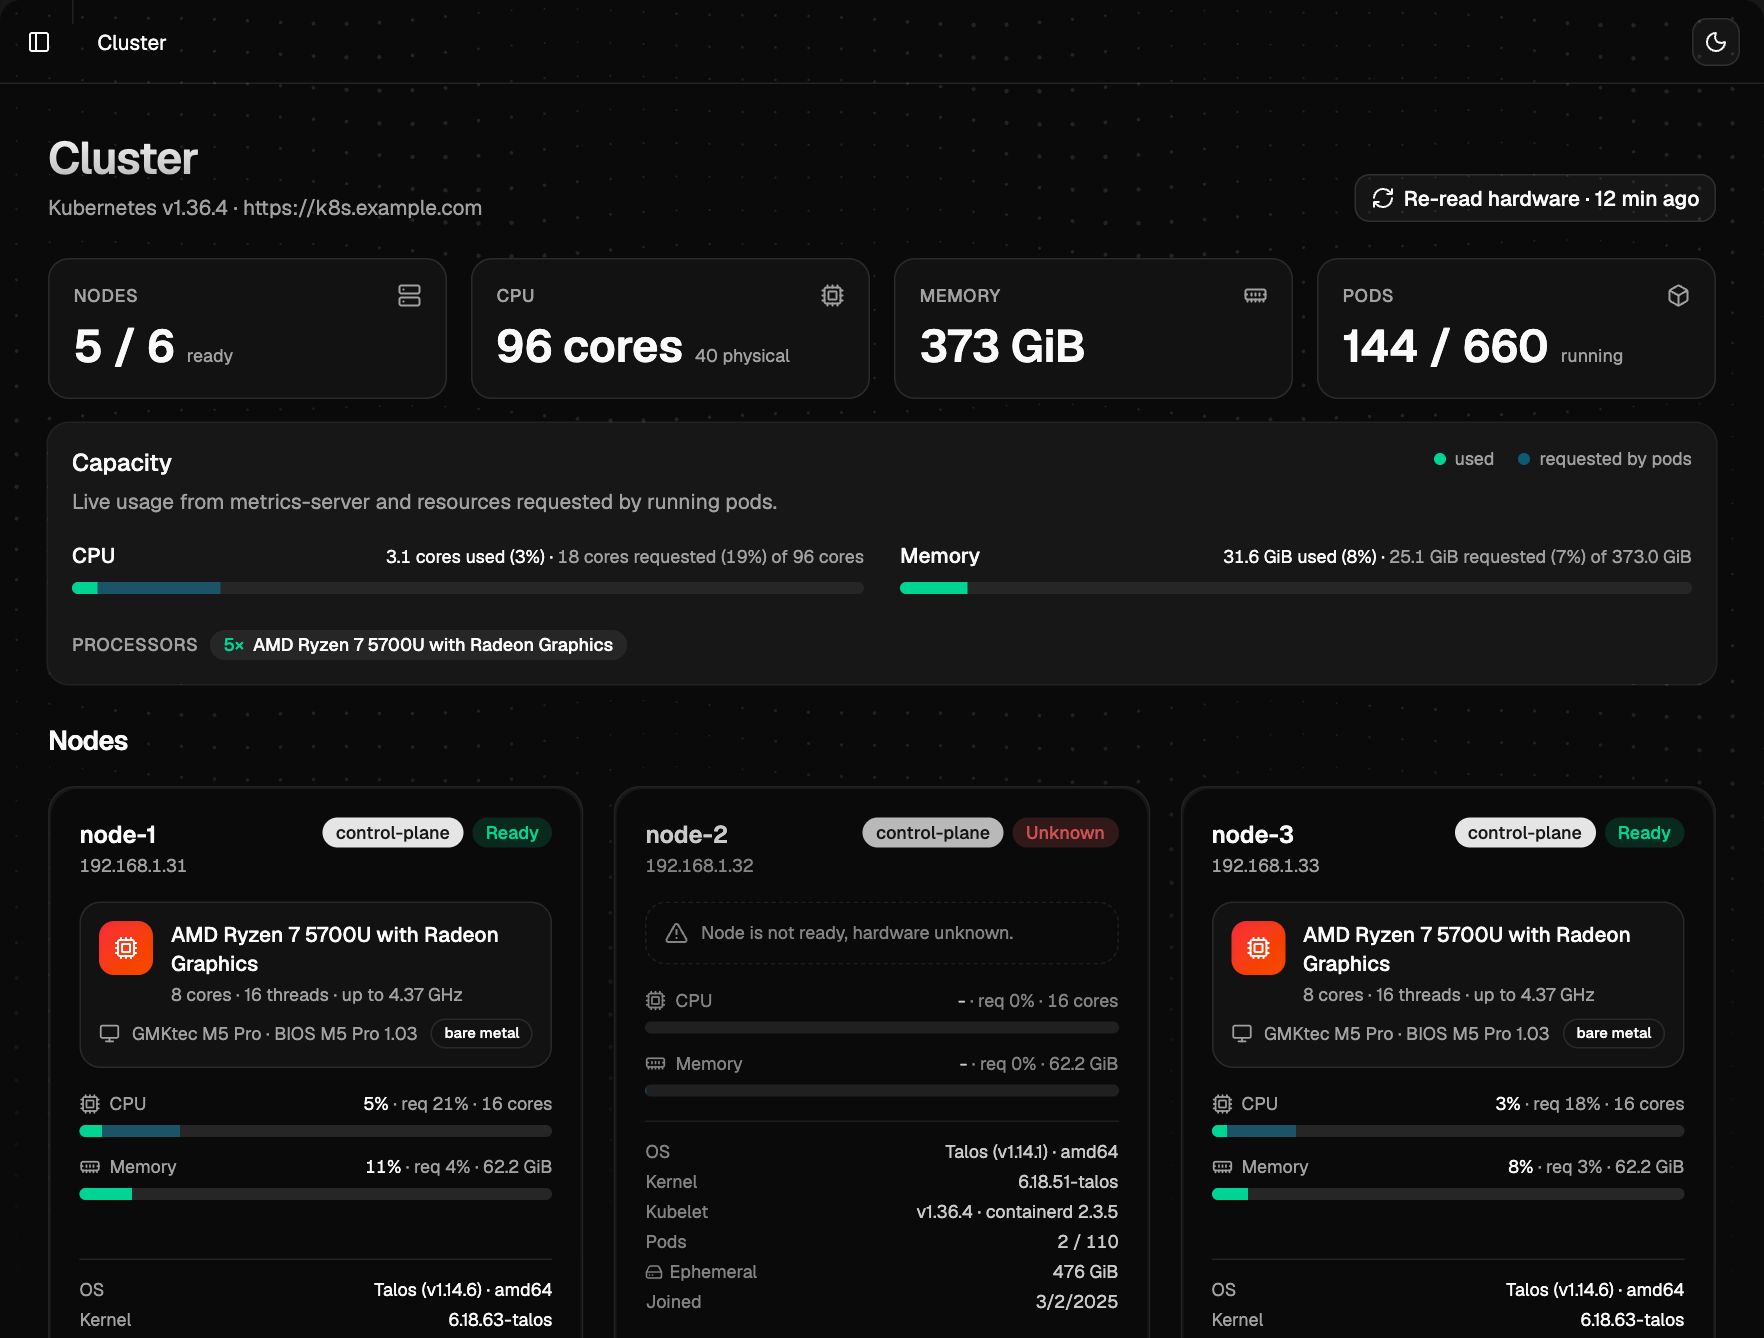 Cluster
Cluster
Kubernetes v1.36.4 · https://k8s.example.com
Re-read hardware · 12 min ago
NODES
5 / 6 ready
CPU
96 cores 40 physical
MEMORY
373 GiB
PODS
144 / 660 running
Capacity
used
requested by pods
Live usage from metrics-server and resources requested by running pods.
CPU
3.1 cores used (3%) · 18 cores requested (19%) of 96 cores
Memory
31.6 GiB used (8%) · 25.1 GiB requested (7%) of 373.0 GiB
PROCESSORS 5× AMD Ryzen 7 5700U with Radeon Graphics
Nodes
node-1 control-plane Ready
192.168.1.31
AMD Ryzen 7 5700U with Radeon
Graphics
8 cores · 16 threads · up to 4.37 GHz
GMKtec M5 Pro · BIOS M5 Pro 1.03 bare metal
CPU 5% · req 21% · 16 cores
Memory 11% · req 4% · 62.2 GiB
OS Talos (v1.14.6) · amd64
Kernel 6.18.63-talos
node-2 control-plane Unknown
192.168.1.32
Node is not ready, hardware unknown.
CPU - · req 0% · 16 cores
Memory - · req 0% · 62.2 GiB
OS Talos (v1.14.1) · amd64
Kernel 6.18.51-talos
Kubelet v1.36.4 · containerd 2.3.5
Pods 2 / 110
Ephemeral 476 GiB
Joined 3/2/2025
node-3 control-plane Ready
192.168.1.33
AMD Ryzen 7 5700U with Radeon
Graphics
8 cores · 16 threads · up to 4.37 GHz
GMKtec M5 Pro · BIOS M5 Pro 1.03 bare metal
CPU 3% · req 18% · 16 cores
Memory 8% · req 3% · 62.2 GiB
OS Talos (v1.14.6) · amd64
Kernel 6.18.63-talos